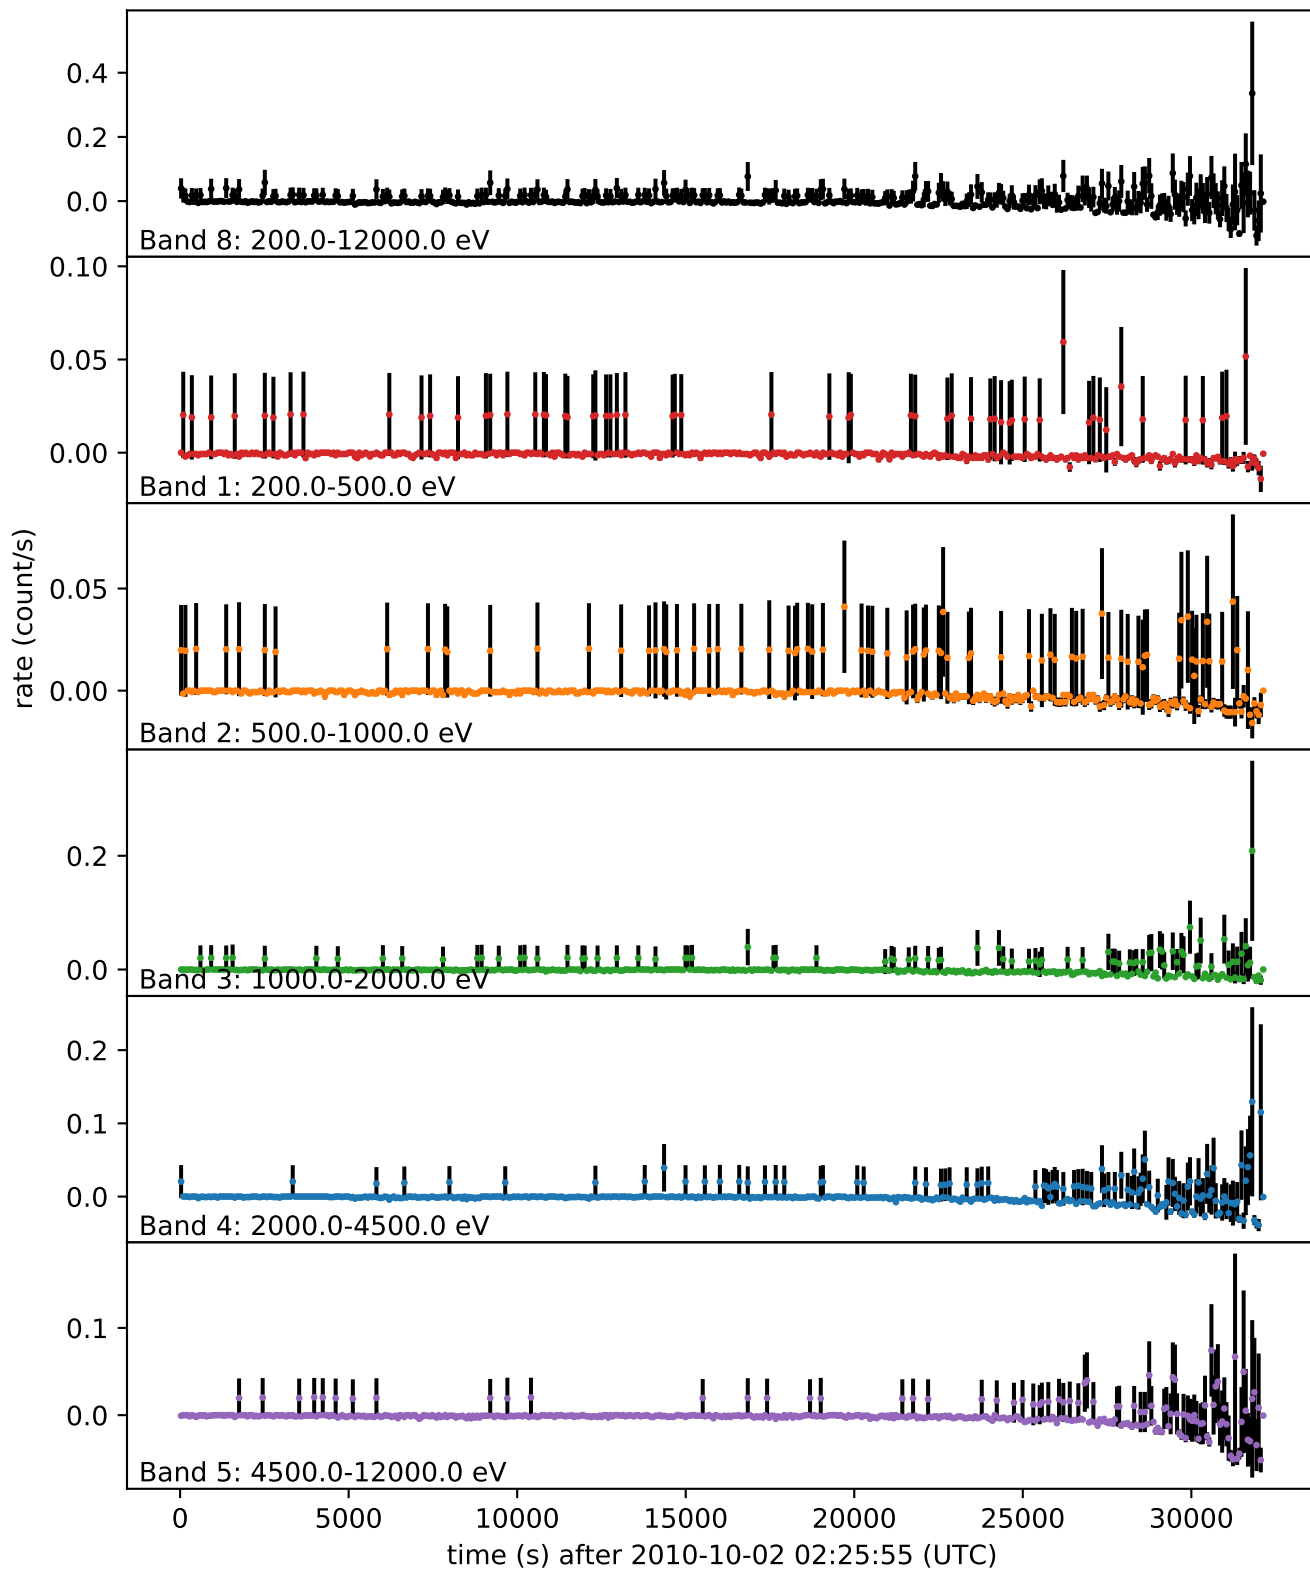 0.4
0.2
0.0
Band 8: 200.0-12000.0 eV
0.10
0.05
0.00
Band 1: 200.0-500.0 eV
rate (count/s)
0.05
0.00
Band 2: 500.0-1000.0 eV
0.2
0.0
Band 3: 1000.0-2000.0 eV
0.2
0.1
0.0
Band 4: 2000.0-4500.0 eV
0.1
0.0
Band 5: 4500.0-12000.0 eV
0 5000 10000 15000 20000 25000 30000
time (s) after 2010-10-02 02:25:55 (UTC)